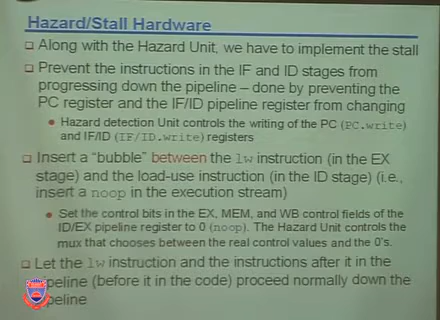 Hazard/Stall Hardware
Along with the Hazard Unit, we have to implement the stall
Prevent the instructions in the IF and ID stages from
progressing down the pipeline – done by preventing the
PC register and the IF/ID pipeline register from changing
Hazard detection Unit controls the writing of the PC (PC.write)
and IF/ID (IF/ID.write) registers
Insert a "bubble" between the lw instruction (in the EX
stage) and the load-use instruction (in the ID stage) (i.e.,
insert a noop in the execution stream)
Set the control bits in the EX, MEM, and WB control fields of the
ID/EX pipeline register to 0 (noop). The Hazard Unit controls the
mux that chooses between the real control values and the 0's.
Let the lw instruction and the instructions after it in the
peline (before it in the code) proceed normally down the
peline